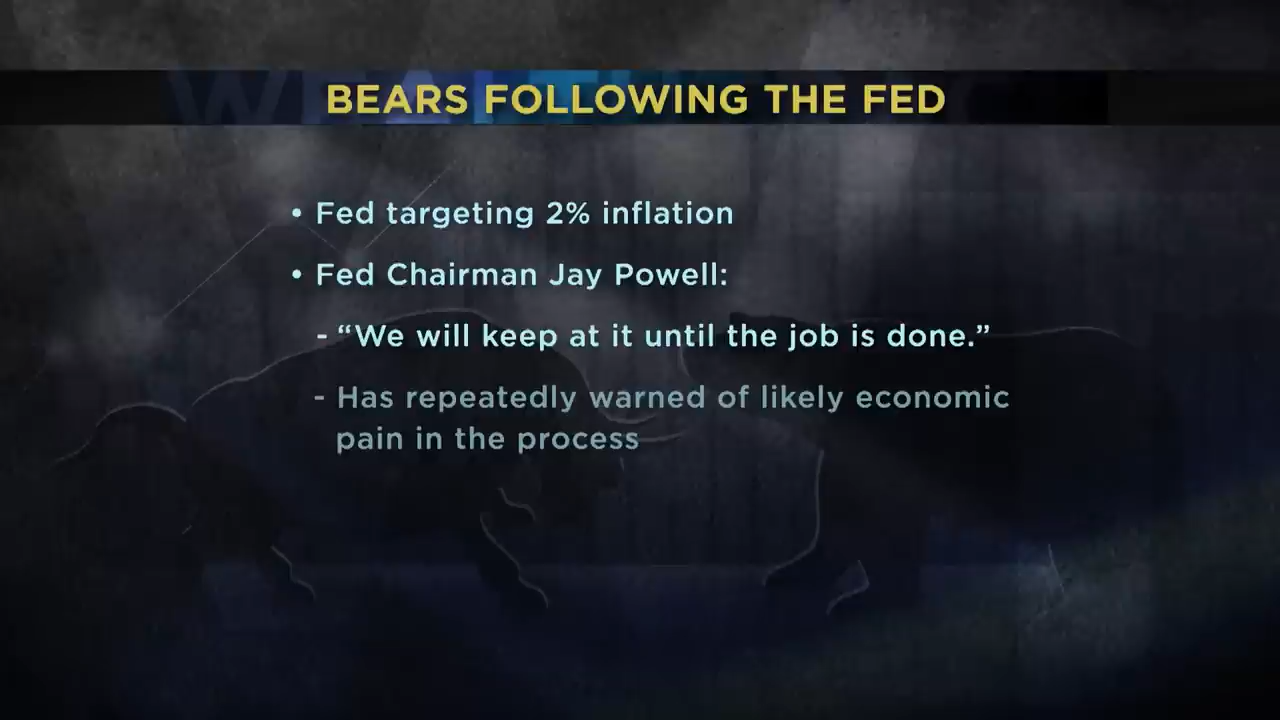 BEARS FOLLOWING THE FED
• Fed targeting 2% inflation
• Fed Chairman Jay Powell:
- “We will keep at it until the job is done.”
- Has repeatedly warned of likely economic
pain in the process